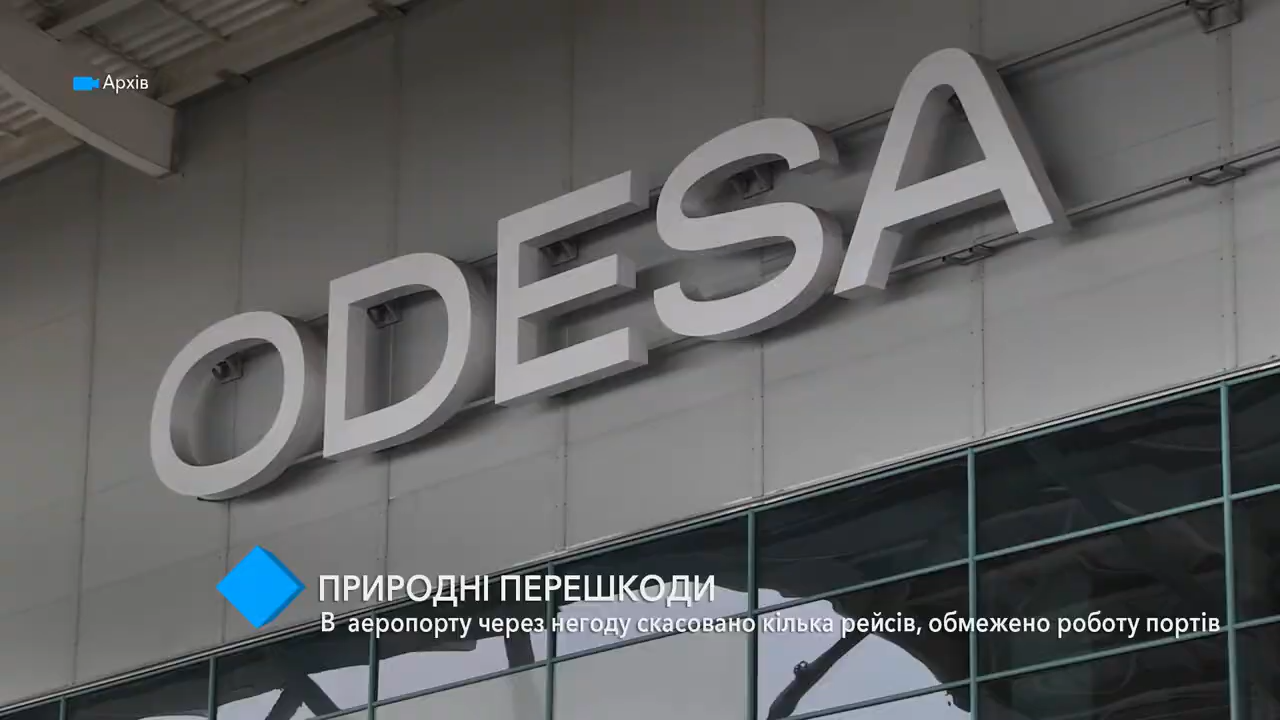 Архів
ODESA
ПРИРОДНІ ПЕРЕШКОДИ
В аеропорту через негоду скасовано кілька рейсів, обмежено роботу портів